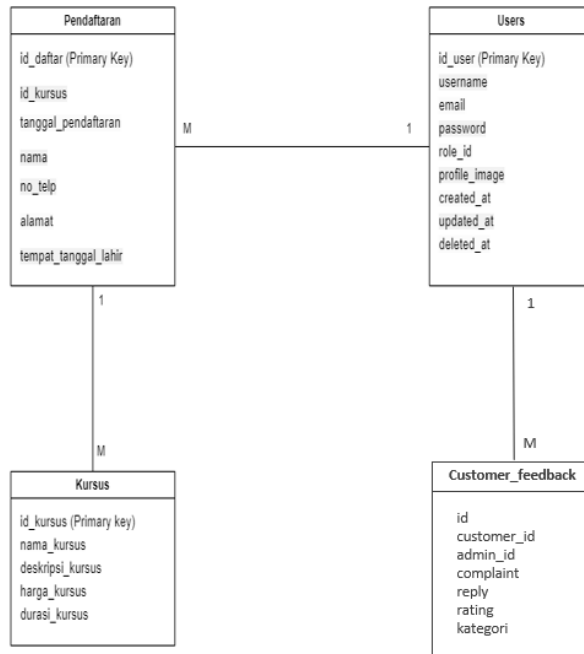 Pendaftaran
id_daftar (Primary Key)
id_kursus
tanggal_pendaftaran
nama
no_telp
alamat
tempat_tanggal_lahir
M
1
Users
id_user (Primary Key)
username
email
password
role_id
profile_image
created_at
updated_at
deleted_at
1
M
1
M
Kursus
id_kursus (Primary key)
nama_kursus
deskripsi_kursus
harga_kursus
durasi_kursus
Customer_feedback
id
customer_id
admin_id
complaint
reply
rating
kategori